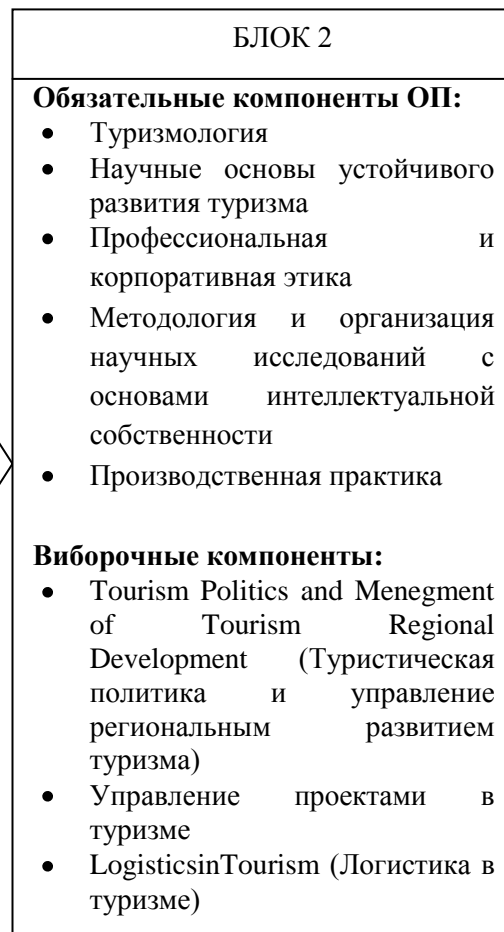 БЛОК 2
Обязательные компоненты ОП:
• Туризмология
• Научные основы устойчивого
развития туризма
• Профессиональная и
корпоративная этика
• Методология и организация
научных исследований с
основами интеллектуальной
собственности
• Производственная практика
Виборочные компоненты:
• Tourism Politics and Menegment
of Tourism Regional
Development (Туристическая
политика и управление
региональным развитием
туризма)
• Управление проектами в
туризме
• LogisticsinTourism (Логистика в
туризме)